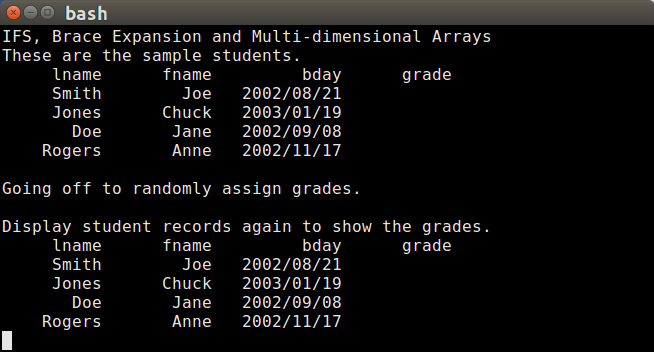 bash
IFS, Brace Expansion and Multi-dimensional Arrays
These are the sample students.
lname fname bday grade
Smith Joe 2002/08/21
Jones Chuck 2003/01/19
Doe Jane 2002/09/08
Rogers Anne 2002/11/17
Going off to randomly assign grades.
Display student records again to show the grades.
lname fname bday grade
Smith Joe 2002/08/21
Jones Chuck 2003/01/19
Doe Jane 2002/09/08
Rogers Anne 2002/11/17